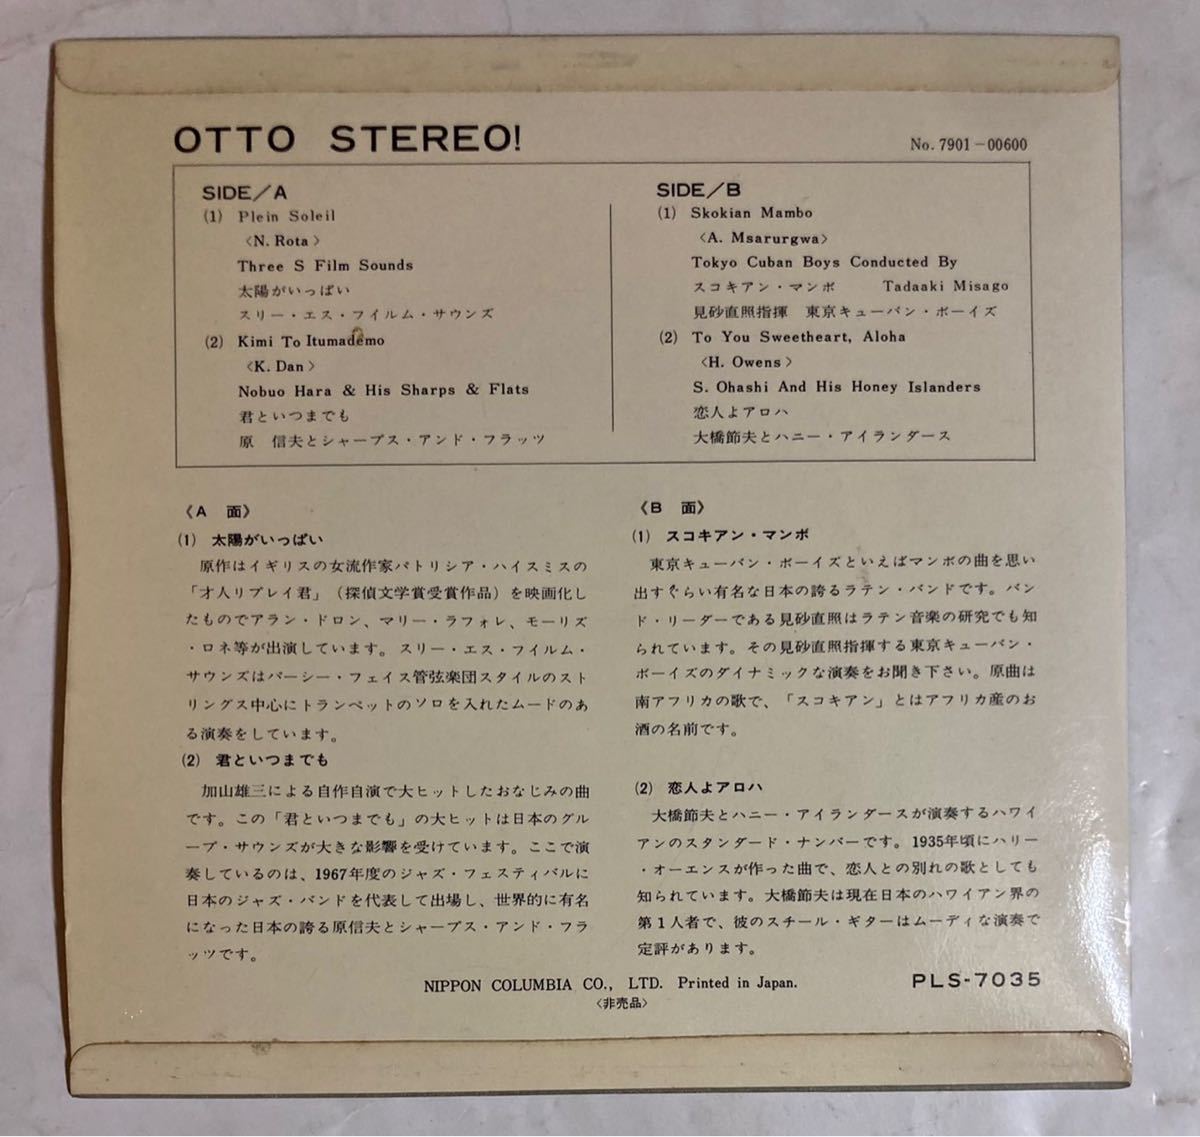 OTTO STEREO!
No. 7901-00600
SIDE/A
(1) Plein Soleil
〈N. Rota〉
Three S Film Sounds
太陽がいっぱい
スリー・エス・フイルム・サウンズ
(2) Kimi To Itumademo
〈K. Dan〉
Nobuo Hara & His Sharps & Flats
君といつまでも
原 信夫とシャープス・アンド・フラッツ
SIDE/B
(1) Skokian Mambo
〈A. Msarurgwa〉
Tokyo Cuban Boys Conducted By
スコキアン・マンボ Tadaaki Misago
見砂直照指揮 東京キューバン・ボーイズ
(2) To You Sweetheart, Aloha
〈H. Owens〉
S. Ohashi And His Honey Islanders
恋人よアロハ
大橋節夫とハニー・アイランダース
《A 面》
(1) 太陽がいっぱい
原作はイギリスの女流作家パトリシア・ハイスミスの
「才人リプレイ君」(探偵文学賞受賞作品)を映画化し
たものでアラン・ドロン、マリー・ラフォレ、モーリズ
・ロネ等が出演しています。スリー・エス・フイルム・
サウンズはパーシー・フェイス管弦楽団スタイルのスト
リングス中心にトランペットのソロを入れたムードのあ
る演奏をしています。
(2) 君といつまでも
加山雄三による自作自演で大ヒットしたおなじみの曲
です。この「君といつまでも」の大ヒットは日本のグル
ープ・サウンズが大きな影響を受けています。ここで演
奏しているのは、1967年度のジャズ・フェスティバルに
日本のジャズ・バンドを代表して出場し、世界的に有名
になった日本の誇る原信夫とシャープス・アンド・フラ
ッツです。
《B 面》
(1) スコキアン・マンボ
東京キューバン・ボーイズといえばマンボの曲を思い
出すぐらい有名な日本の誇るラテン・バンドです。バン
ド・リーダーである見砂直照はラテン音楽の研究でも知
られています。その見砂直照指揮する東京キューバン・
ボーイズのダイナミックな演奏をお聞き下さい。原曲は
南アフリカの歌で、「スコキアン」とはアフリカ産のお
酒の名前です。
(2) 恋人よアロハ
大橋節夫とハニー・アイランダースが演奏するハワイ
アンのスタンダード・ナンバーです。1935年頃にハリー
・オーエンスが作った曲で、恋人との別れの歌としても
知られています。大橋節夫は現在日本のハワイアン界の
第1人者で、彼のスチール・ギターはムーディな演奏で
定評があります。
NIPPON COLUMBIA CO., LTD. Printed in Japan.
〈非売品〉
PLS-7035